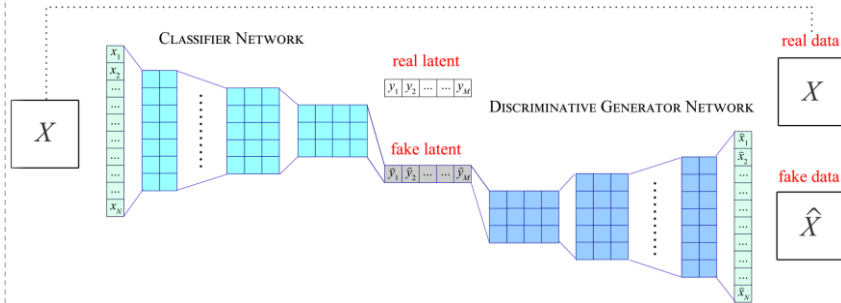 CLASSIFIER NETWORK
real latent
real data
x1
x2
...
...
...
...
...
...
xN
y1 y2 ... ... yM
X
X
DISCRIMINATIVE GENERATOR NETWORK
fake latent
ŷ1 ŷ2 ... ... ŷM
x̂1
x̂2
...
...
...
...
...
...
x̂N
fake data
X̂